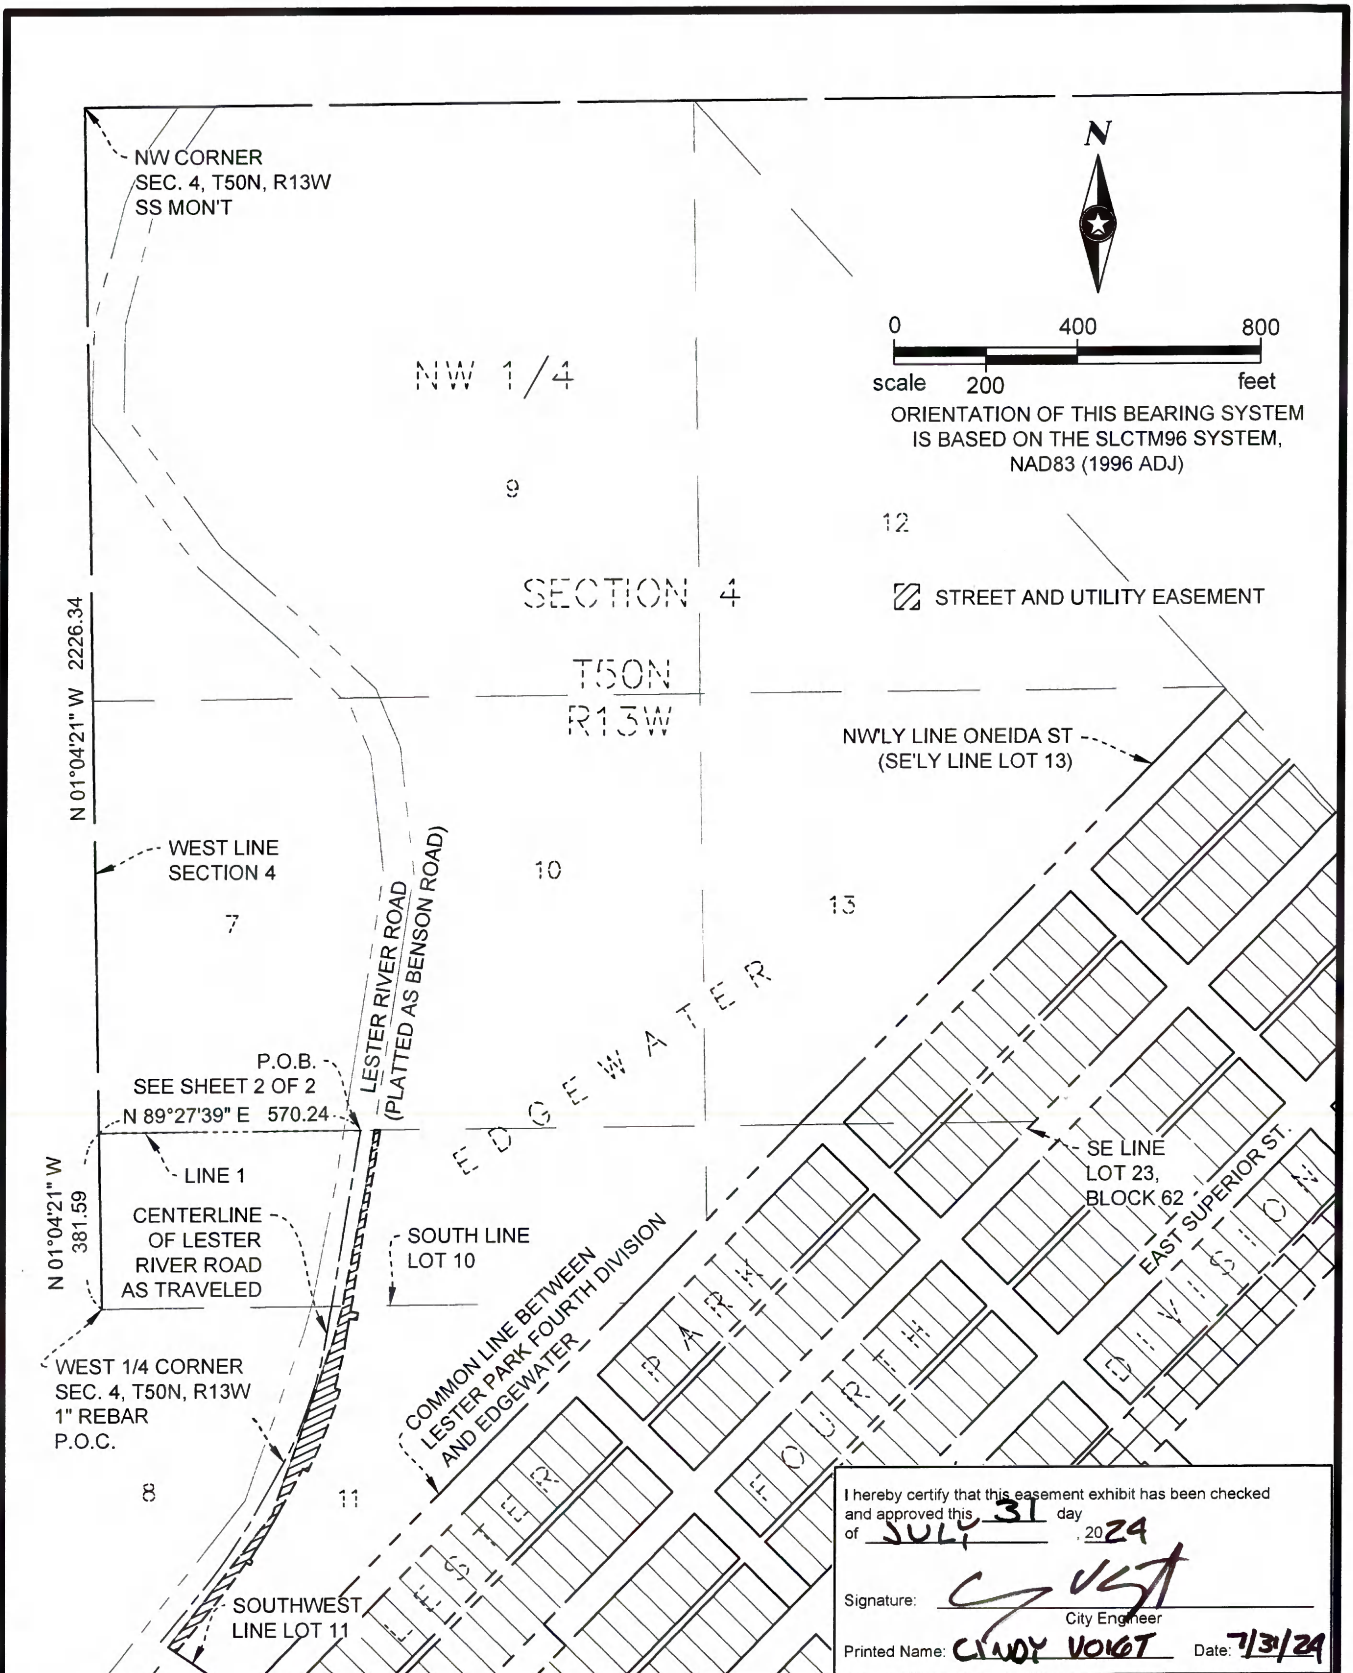 NW CORNER
SEC. 4, T50N, R13W
SS MON'T
N
0 400 800
scale 200 feet
ORIENTATION OF THIS BEARING SYSTEM
IS BASED ON THE SLCTM96 SYSTEM,
NAD83 (1996 ADJ)
NW 1/4
9
12
SECTION 4
STREET AND UTILITY EASEMENT
T50N
R13W
N 01°04'21" W 2226.34
NW'LY LINE ONEIDA ST
(SE'LY LINE LOT 13)
WEST LINE
SECTION 4
7
10
13
LESTER RIVER ROAD
(PLATTED AS BENSON ROAD)
EDGEWATER
P.O.B.
SEE SHEET 2 OF 2
N 89°27'39" E 570.24
LINE 1
N 01°04'21" W
381.59
CENTERLINE
OF LESTER
RIVER ROAD
AS TRAVELED
SOUTH LINE
LOT 10
SE LINE
LOT 23,
BLOCK 62
EAST SUPERIOR ST.
COMMON LINE BETWEEN
LESTER PARK FOURTH DIVISION
AND EDGEWATER
LESTER PARK
FOURTH DIVISION
WEST 1/4 CORNER
SEC. 4, T50N, R13W
1" REBAR
P.O.C.
8
11
SOUTHWEST
LINE LOT 11
I hereby certify that this easement exhibit has been checked
and approved this 31 day
of JULY, 2024
Signature:
City Engineer
Printed Name: CINDY VOIGT Date: 7/31/24